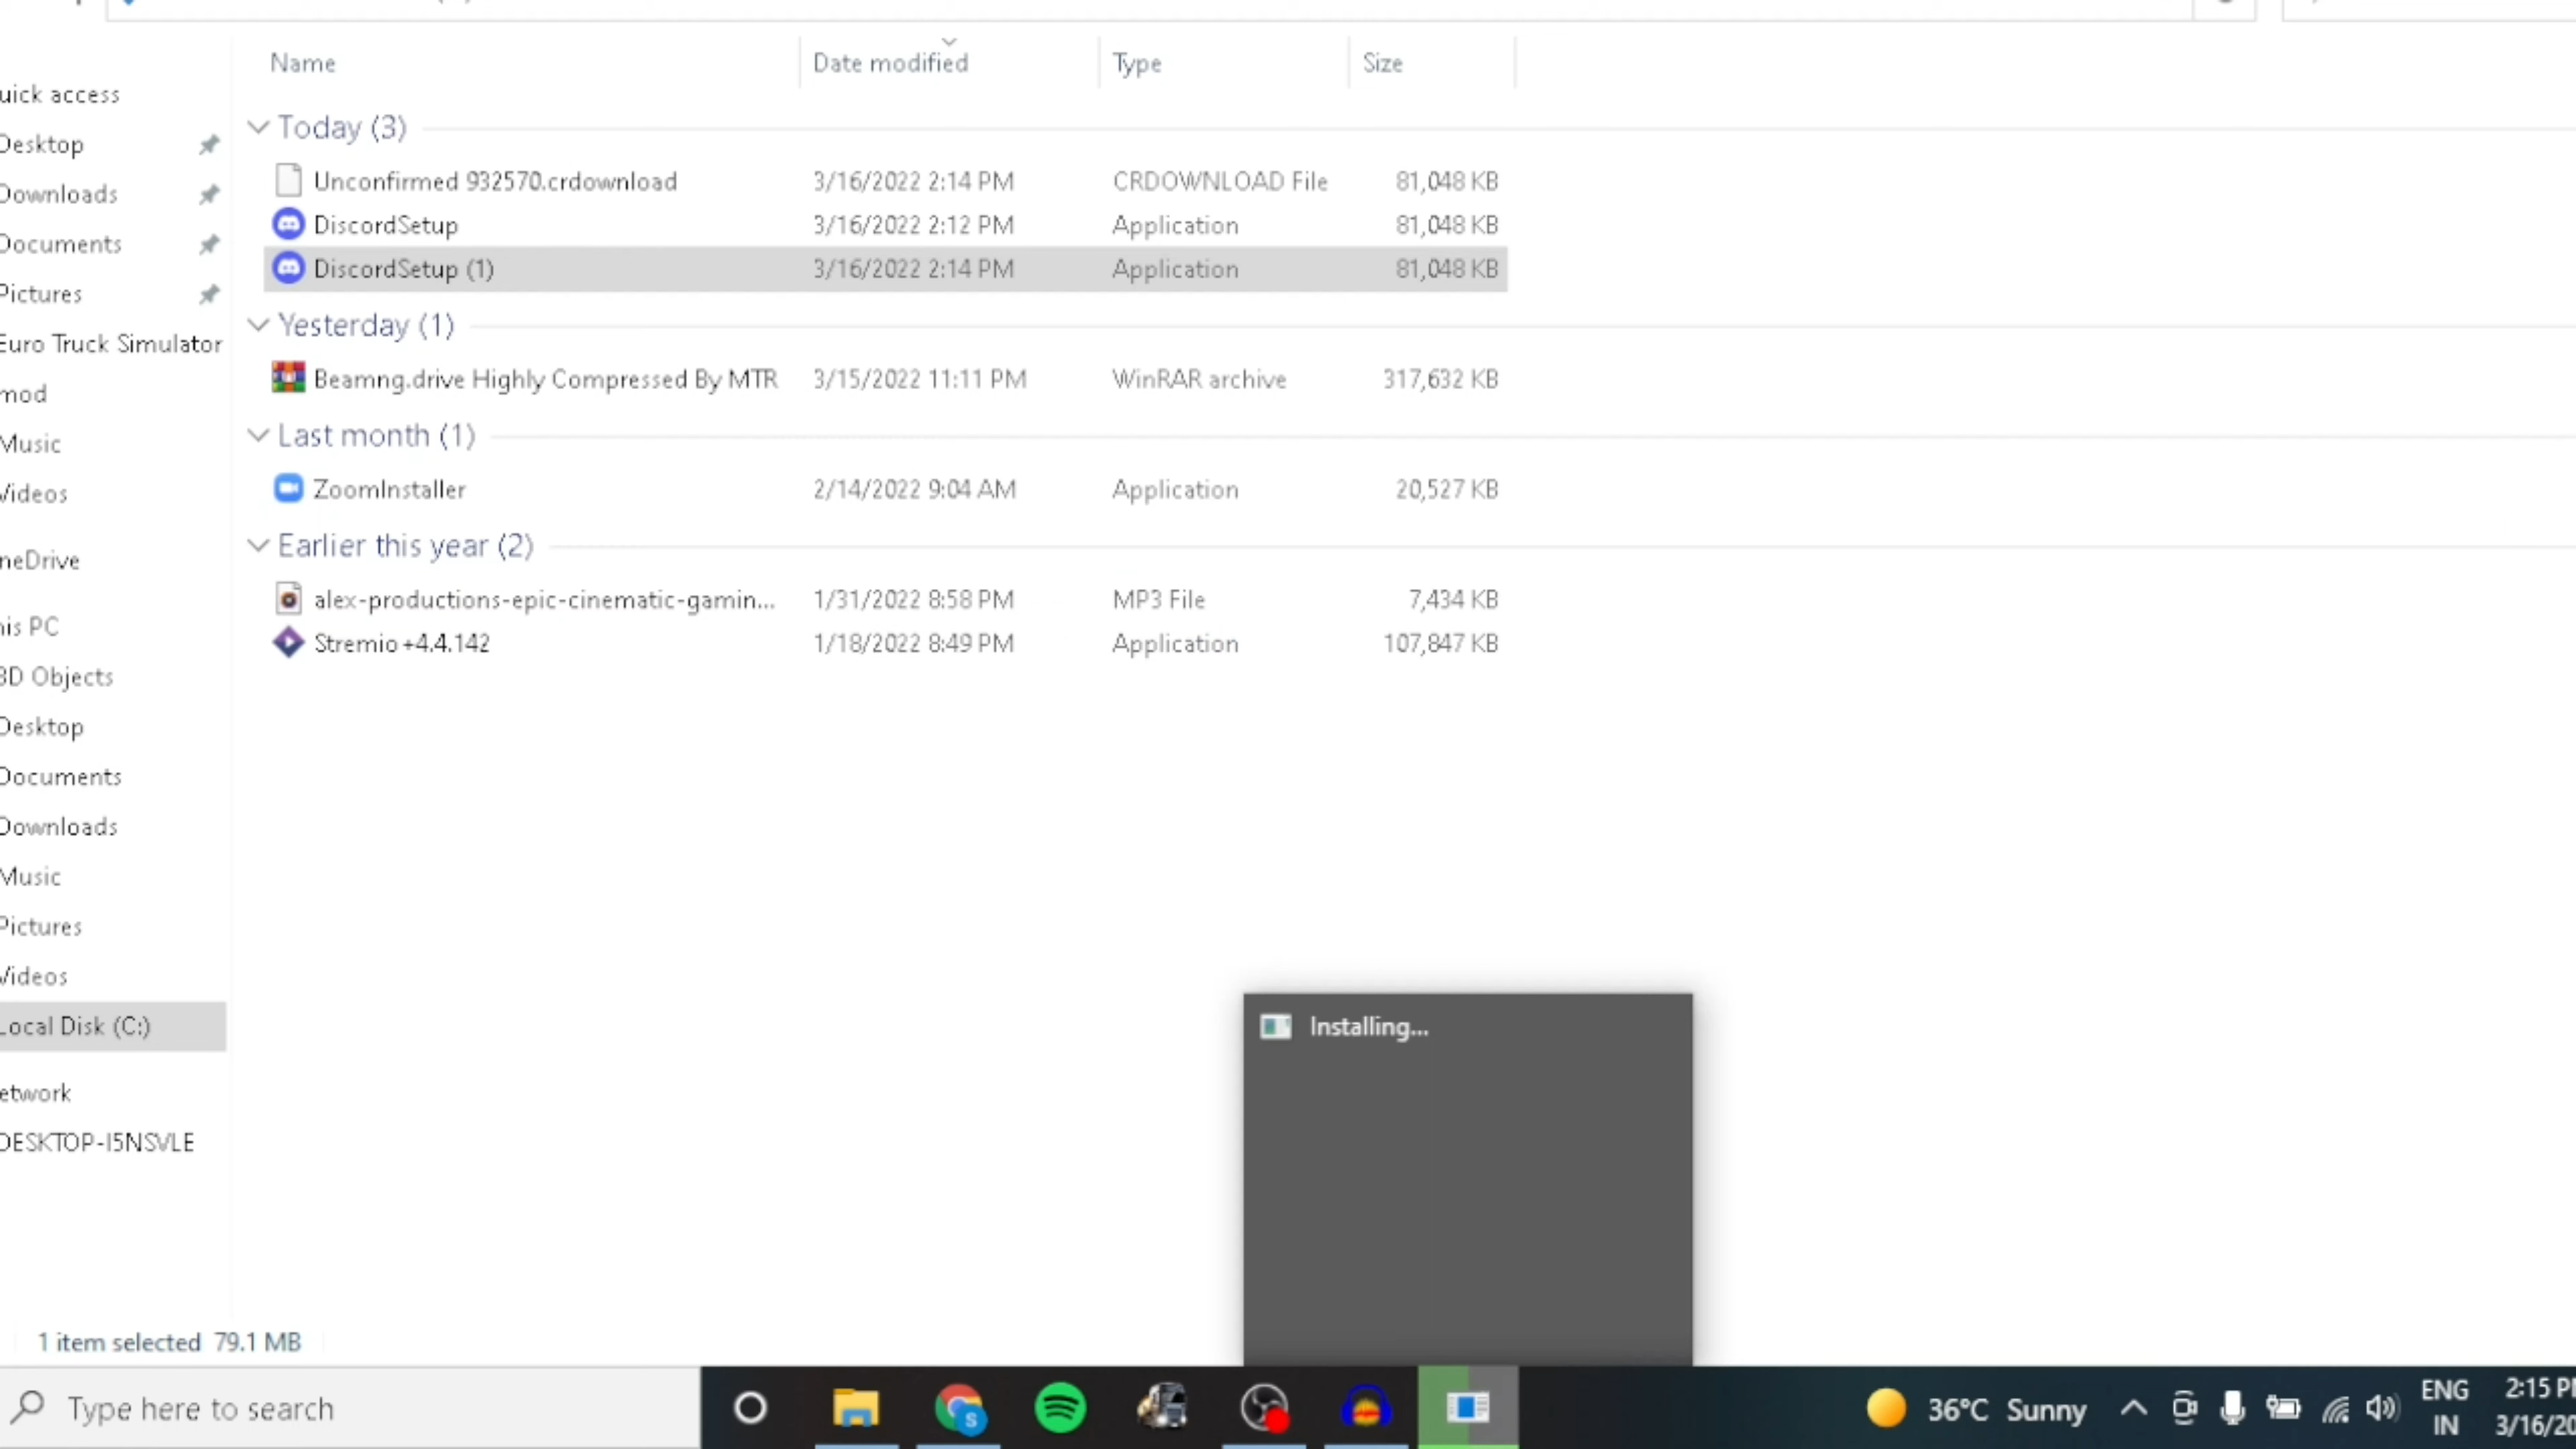 Name Date modified Type Size
uick access
Today (3)
Desktop
Unconfirmed 932570.crdownload 3/16/2022 2:14 PM CRDOWNLOAD File 81,048 KB
Downloads
DiscordSetup 3/16/2022 2:12 PM Application 81,048 KB
Documents
DiscordSetup (1) 3/16/2022 2:14 PM Application 81,048 KB
Pictures
Yesterday (1)
Euro Truck Simulator
Beamng.drive Highly Compressed By MTR 3/15/2022 11:11 PM WinRAR archive 317,632 KB
mod
Last month (1)
Music
ZoomInstaller 2/14/2022 9:04 AM Application 20,527 KB
Videos
Earlier this year (2)
neDrive
alex-productions-epic-cinematic-gamin... 1/31/2022 8:58 PM MP3 File 7,434 KB
his PC
Stremio+4.4.142 1/18/2022 8:49 PM Application 107,847 KB
3D Objects
Desktop
Documents
Downloads
Music
Pictures
Videos
Local Disk (C:)
Installing...
etwork
DESKTOP-I5NSVLE
1 item selected 79.1 MB
Type here to search
S
36°C Sunny
ENG
IN
2:15 PM
3/16/20